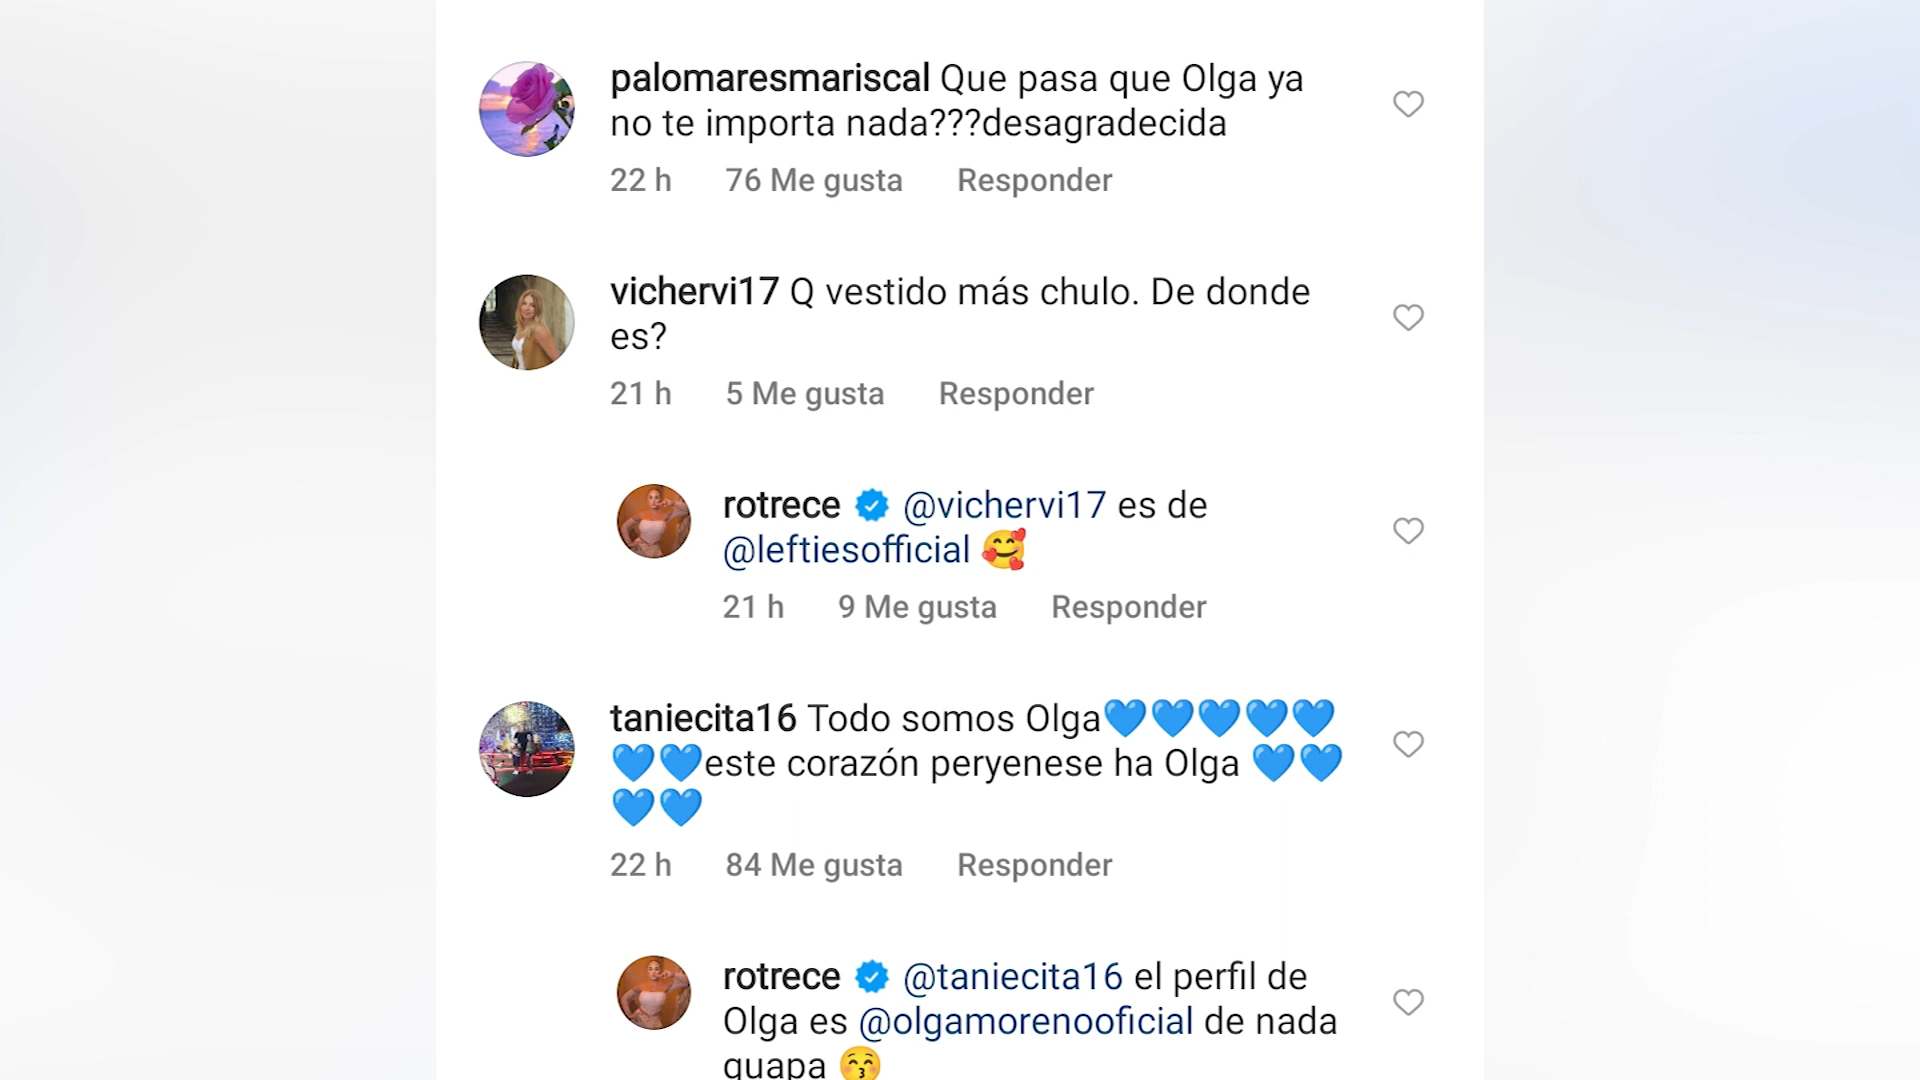 palomaresmariscal Que pasa que Olga ya
no te importa nada???desagradecida
22 h 76 Me gusta Responder
vichervi17 Q vestido más chulo. De donde
es?
21 h 5 Me gusta Responder
rotrece @vichervi17 es de
@leftiesofficial 🥰
21 h 9 Me gusta Responder
taniecita16 Todo somos Olga💙💙💙💙💙
💙💙este corazón peryenese ha Olga 💙💙
💙💙
22 h 84 Me gusta Responder
rotrece @taniecita16 el perfil de
Olga es @olgamorenooficial de nada
guapa 😚